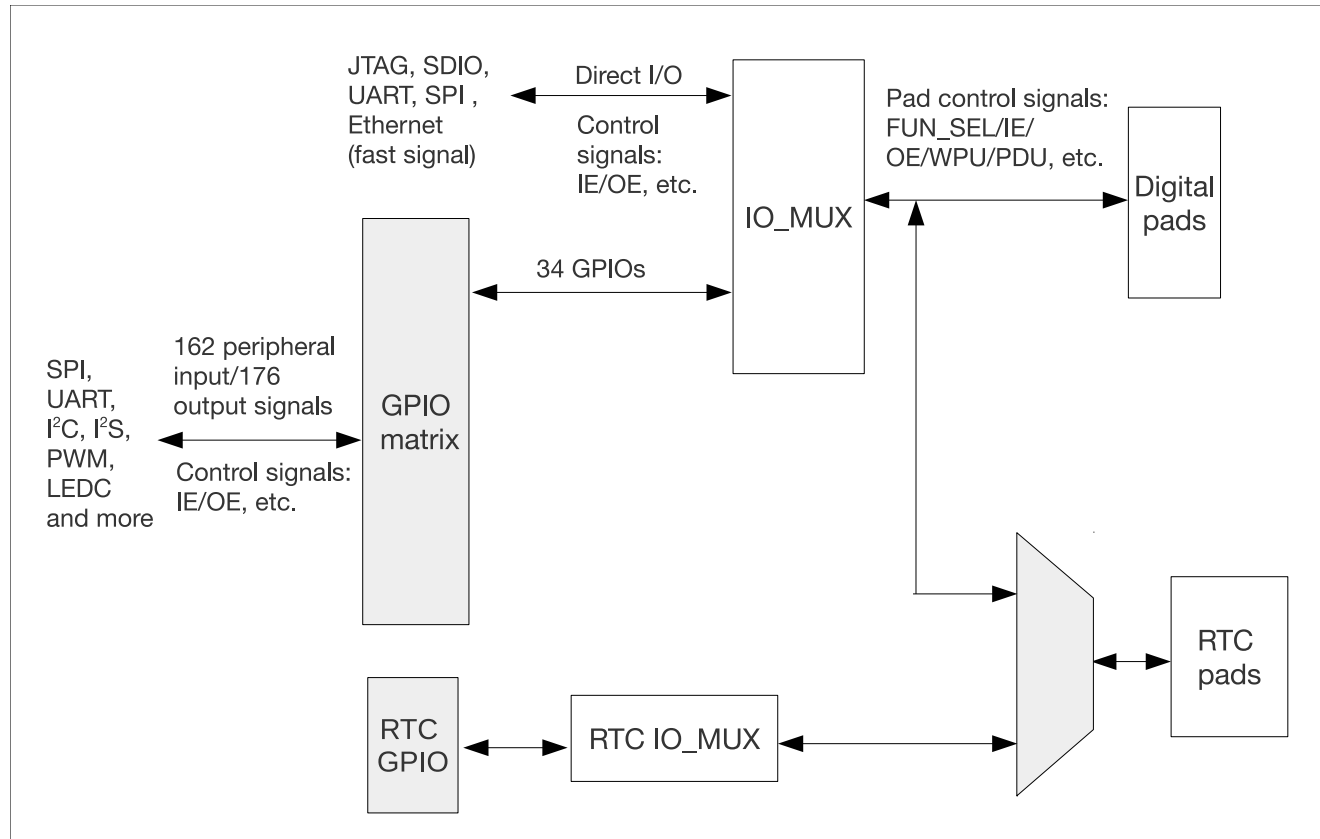 JTAG, SDIO,
UART, SPI ,
Ethernet
(fast signal)
Direct I/O
Control
signals:
IE/OE, etc.
IO_MUX
Pad control signals:
FUN_SEL/IE/
OE/WPU/PDU, etc.
Digital
pads
34 GPIOs
SPI,
UART,
I²C, I²S,
PWM,
LEDC
and more
162 peripheral
input/176
output signals
Control signals:
IE/OE, etc.
GPIO
matrix
RTC
GPIO
RTC IO_MUX
RTC
pads